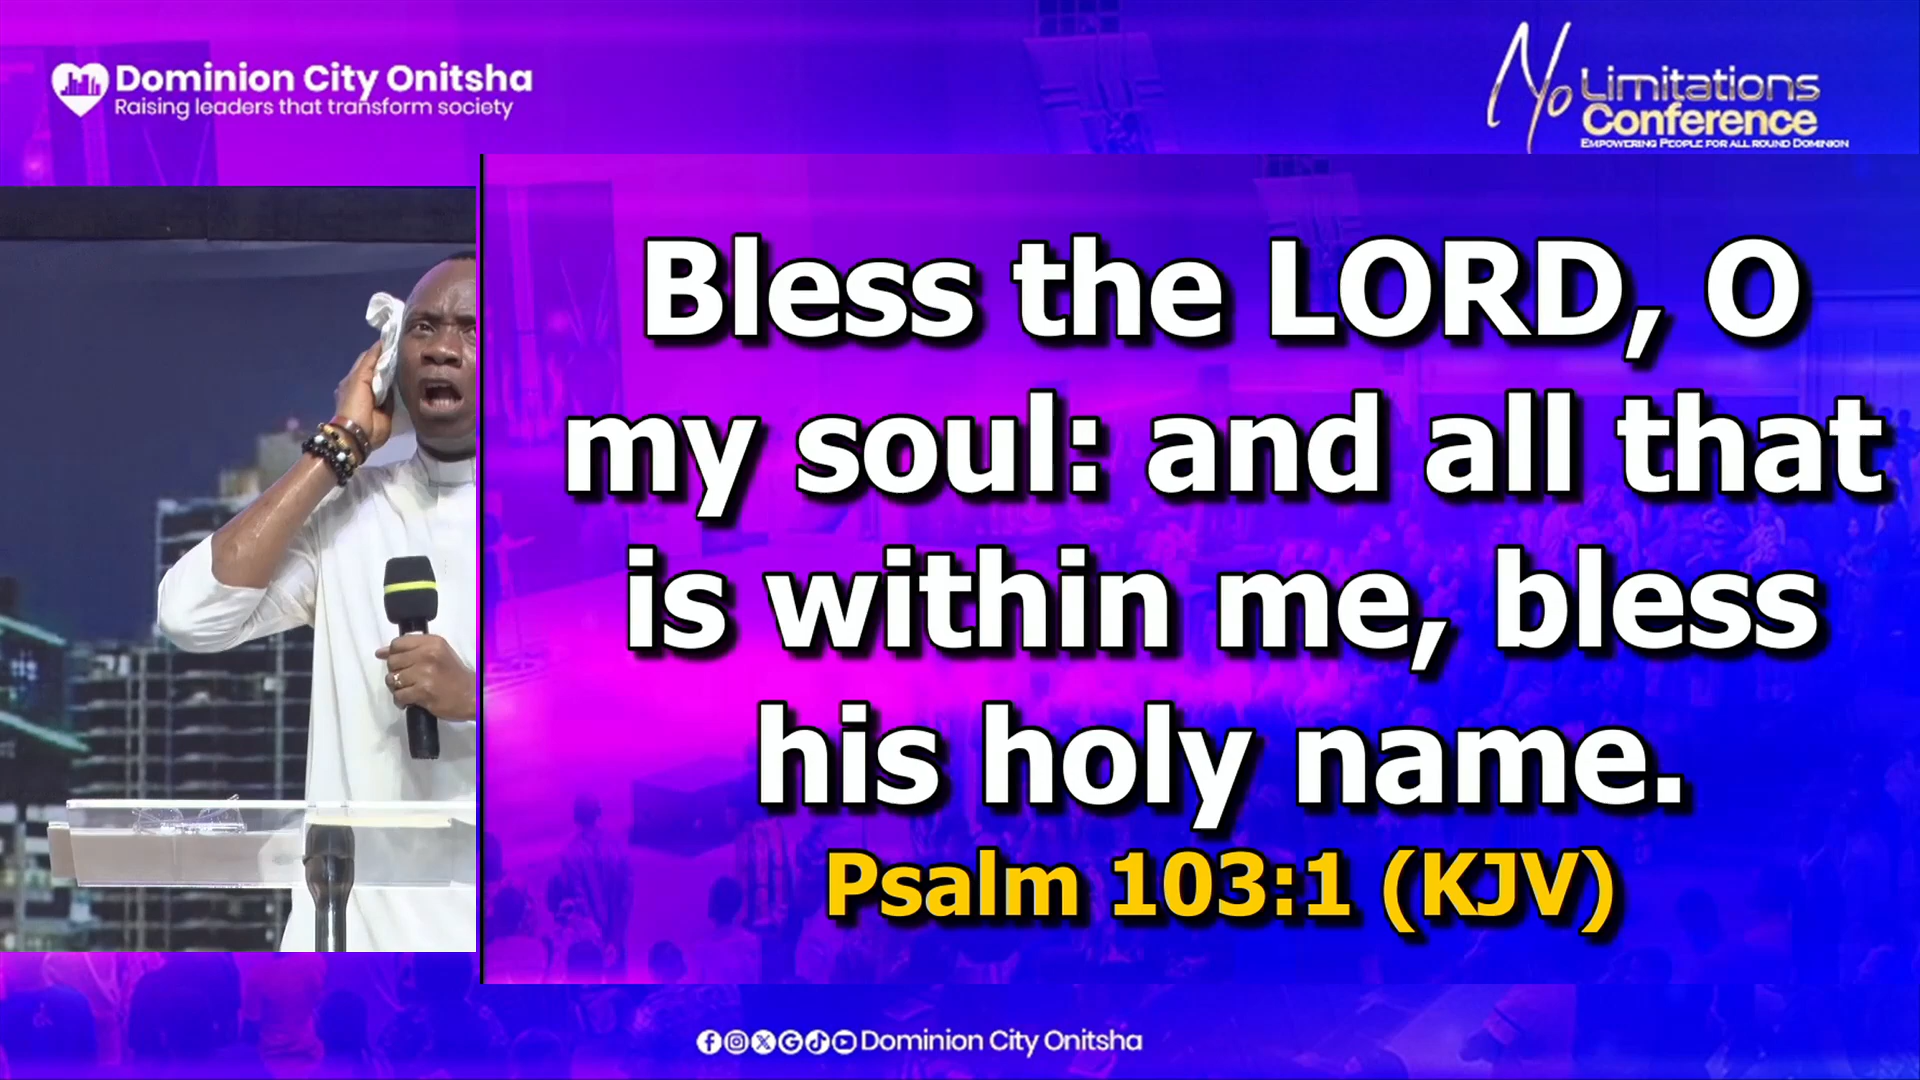 Dominion City Onitsha
Raising leaders that transform society
No Limitations
Conference
Empowering People for all round Dominion
Bless the LORD, O
my soul: and all that
is within me, bless
his holy name.
Psalm 103:1 (KJV)
Dominion City Onitsha